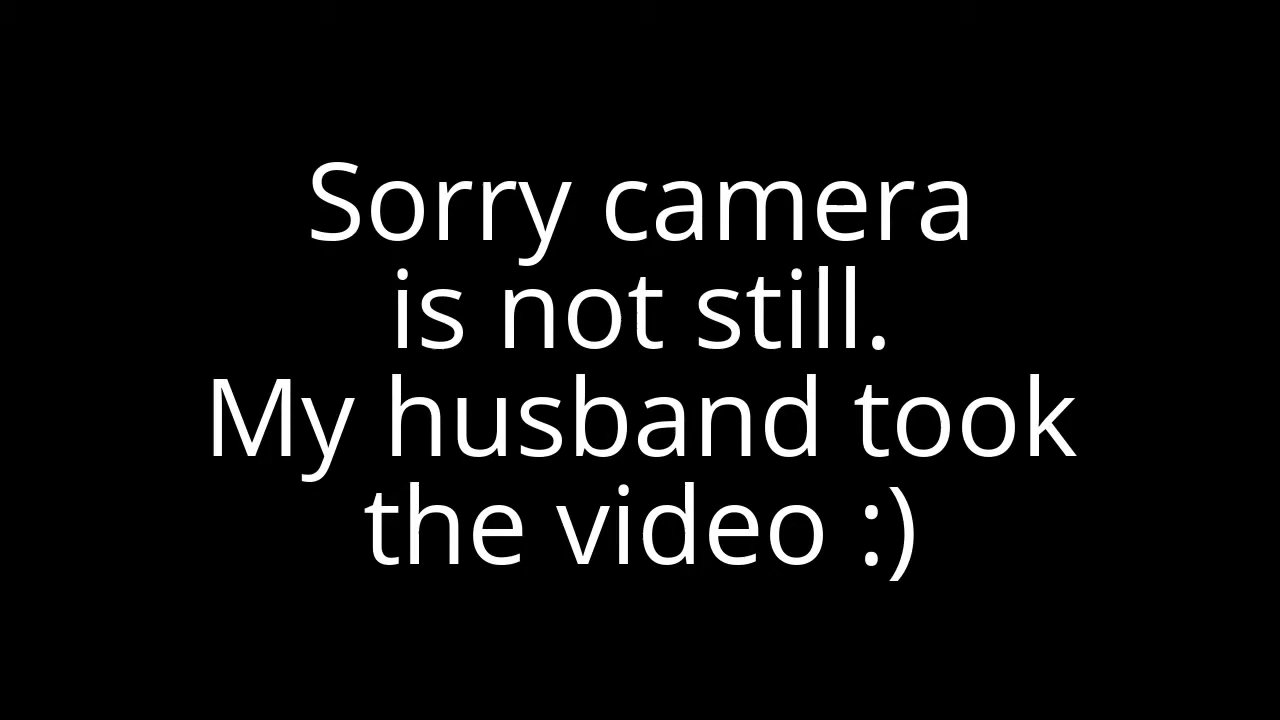 Sorry camera
is not still.
My husband took
the video :)